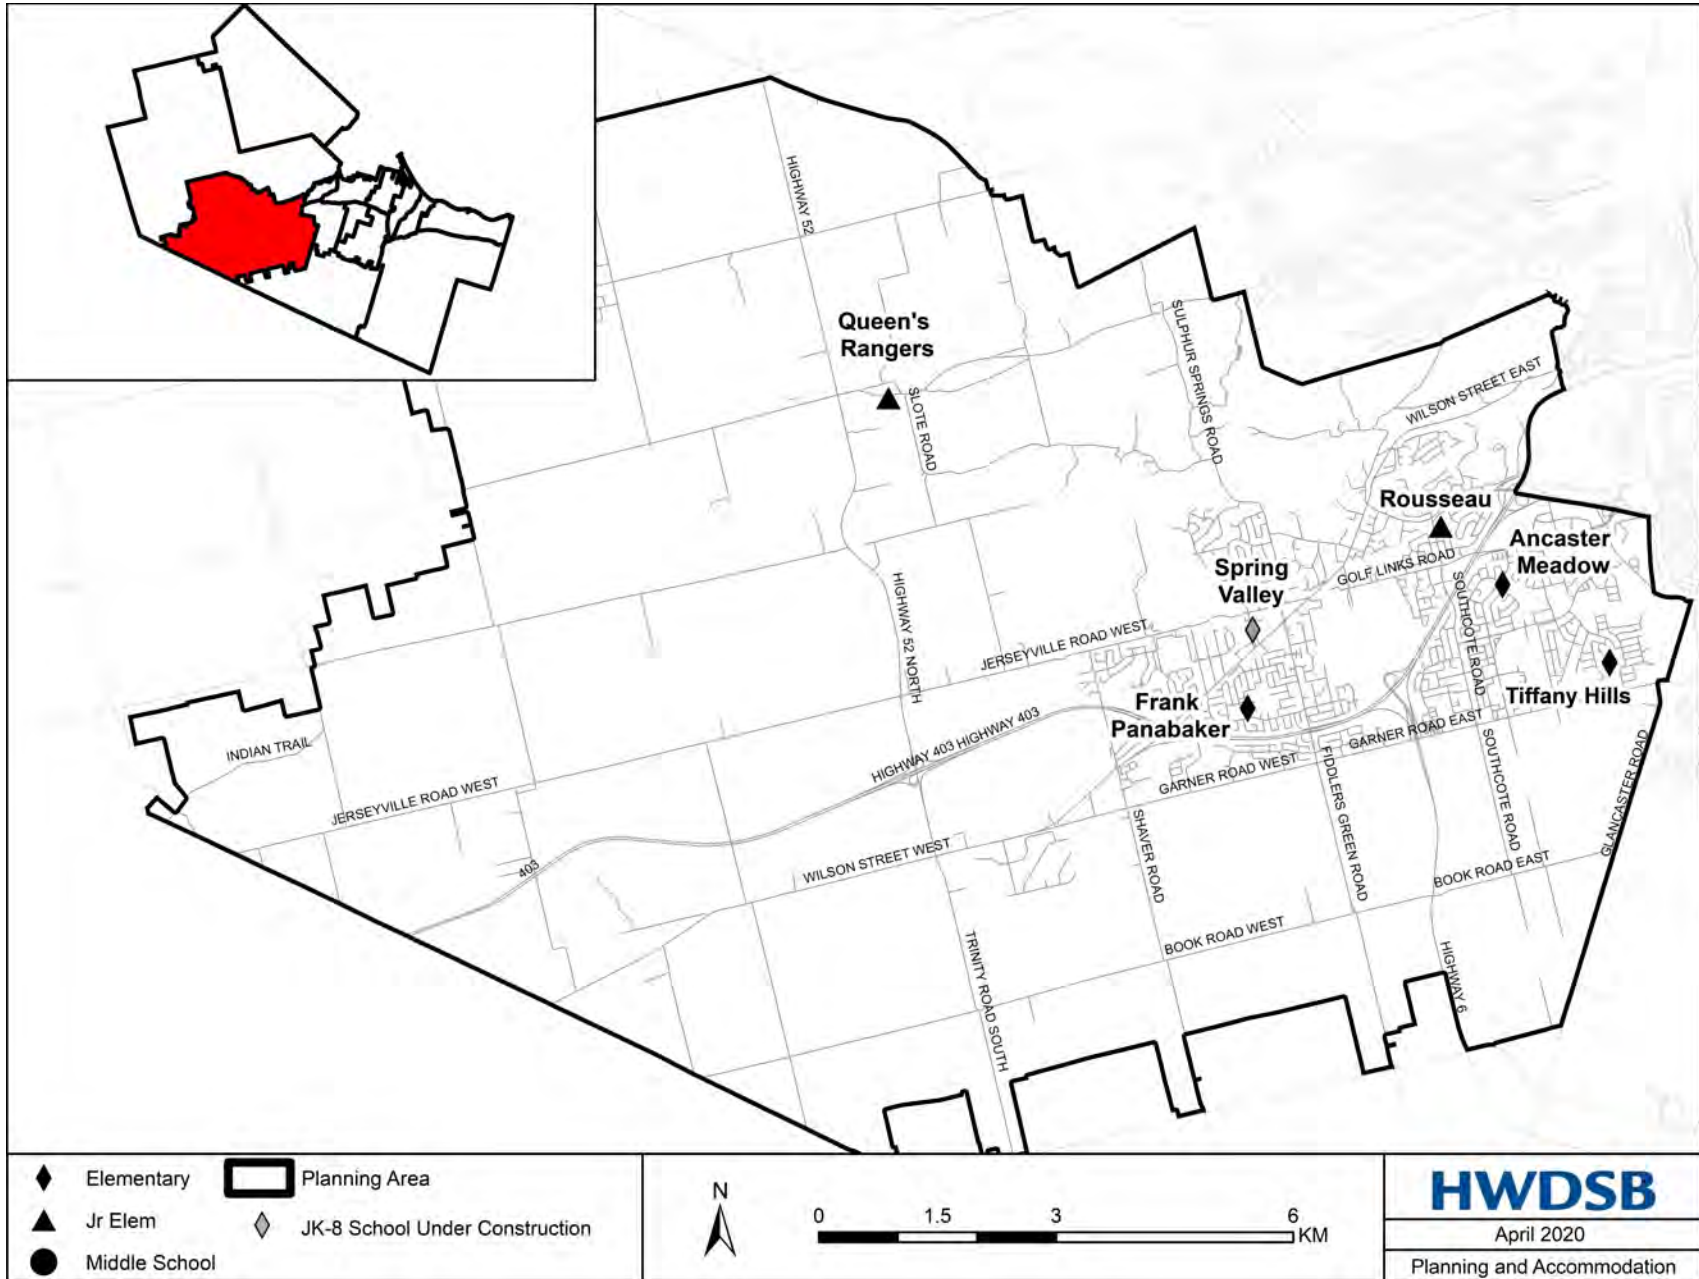 HIGHWAY 52
Queen's
Rangers
SLOTE ROAD
SULPHUR SPRINGS ROAD
WILSON STREET EAST
Rousseau
Ancaster
Meadow
GOLF LINKS ROAD
Spring
Valley
SOUTHCOTE ROAD
HIGHWAY 52 NORTH
JERSEYVILLE ROAD WEST
Tiffany Hills
Frank
Panabaker
HIGHWAY 403
HIGHWAY 403
GARNER ROAD EAST
INDIAN TRAIL
JERSEYVILLE ROAD WEST
GARNER ROAD WEST
FIDDLERS GREEN ROAD
SOUTHCOTE ROAD
GLANCASTER ROAD
SHAVER ROAD
403
WILSON STREET WEST
BOOK ROAD EAST
BOOK ROAD WEST
TRINITY ROAD SOUTH
HIGHWAY 6
Elementary
Planning Area
Jr Elem
JK-8 School Under Construction
Middle School
N
0 1.5 3 6
KM
HWDSB
April 2020
Planning and Accommodation